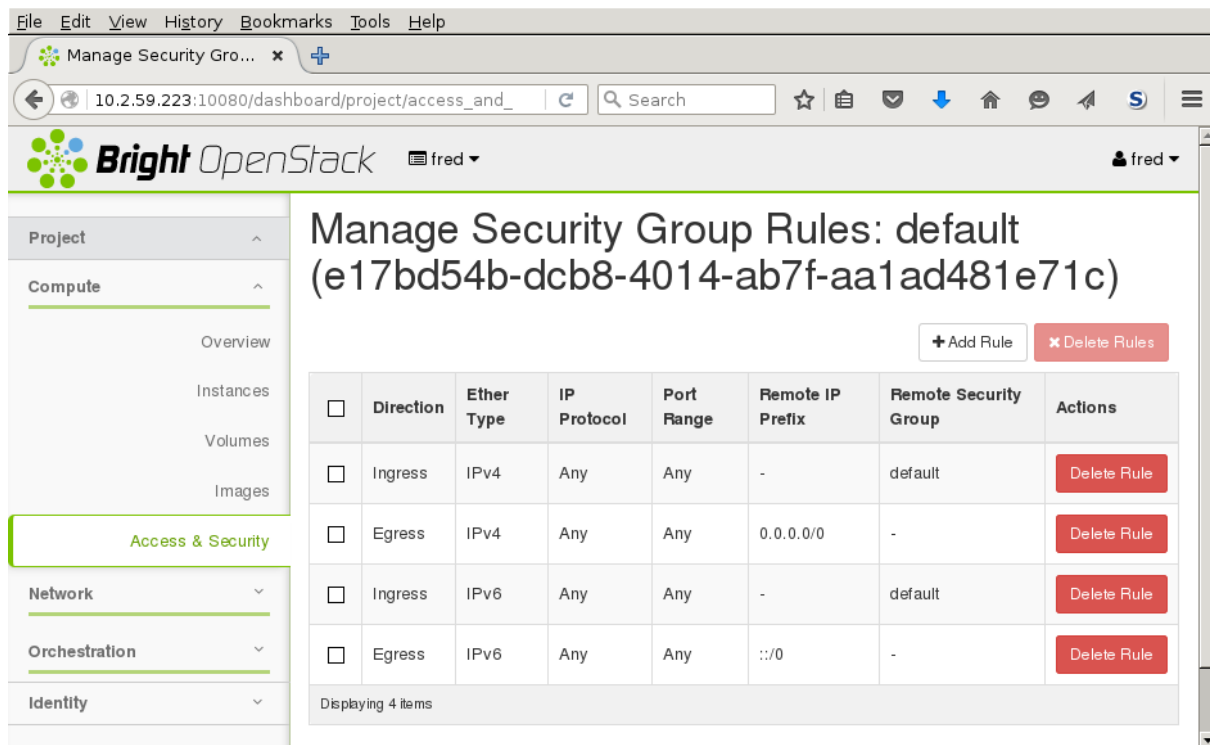 File Edit View History Bookmarks Tools Help
Manage Security Gro...
10.2.59.223:10080/dashboard/project/access_and_ Search
Bright OpenStack fred fred
Project
Compute
Overview
Instances
Volumes
Images
Access & Security
Network
Orchestration
Identity
Manage Security Group Rules: default
(e17bd54b-dcb8-4014-ab7f-aa1ad481e71c)
Add Rule Delete Rules
Direction Ether Type IP Protocol Port Range Remote IP Prefix Remote Security Group Actions
Ingress IPv4 Any Any - default Delete Rule
Egress IPv4 Any Any 0.0.0.0/0 - Delete Rule
Ingress IPv6 Any Any - default Delete Rule
Egress IPv6 Any Any ::/0 - Delete Rule
Displaying 4 items